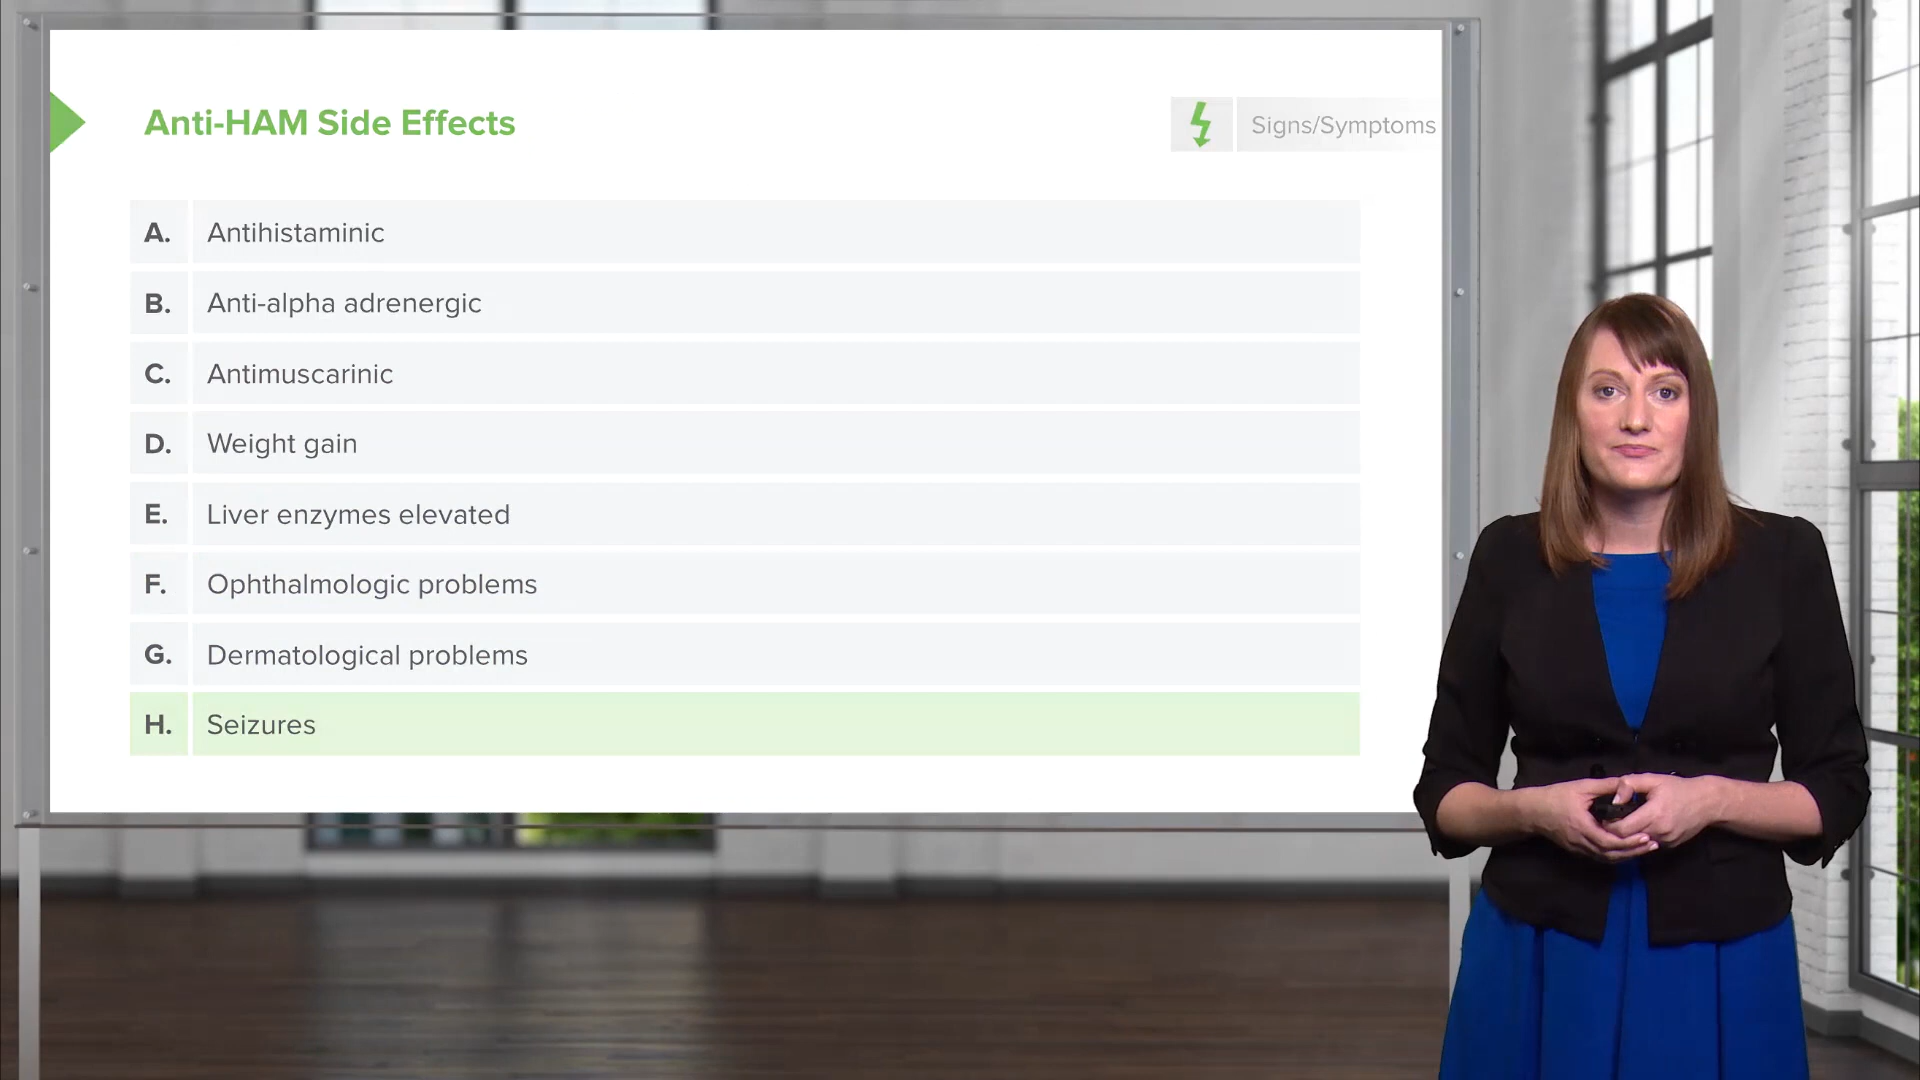 Anti-HAM Side Effects
Signs/Symptoms
A. Antihistaminic
B. Anti-alpha adrenergic
C. Antimuscarinic
D. Weight gain
E. Liver enzymes elevated
F. Ophthalmologic problems
G. Dermatological problems
H. Seizures